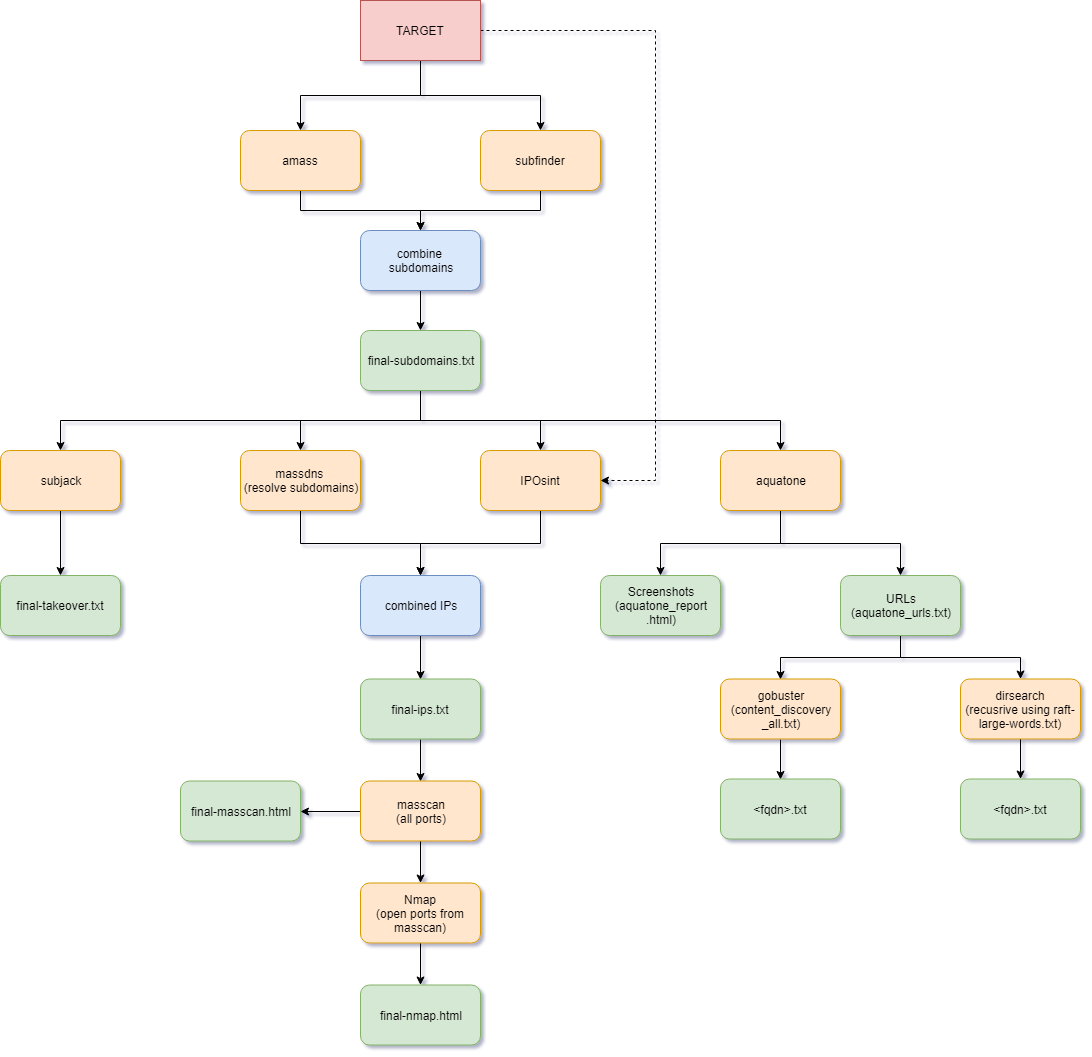 TARGET
amass
subfinder
combine
subdomains
final-subdomains.txt
subjack
massdns
(resolve subdomains)
IPOsint
aquatone
final-takeover.txt
combined IPs
Screenshots
(aquatone_report
.html)
URLs
(aquatone_urls.txt)
final-ips.txt
gobuster
(content_discovery
_all.txt)
dirsearch
(recusrive using raft-
large-words.txt)
final-masscan.html
masscan
(all ports)
<fqdn>.txt
<fqdn>.txt
Nmap
(open ports from
masscan)
final-nmap.html